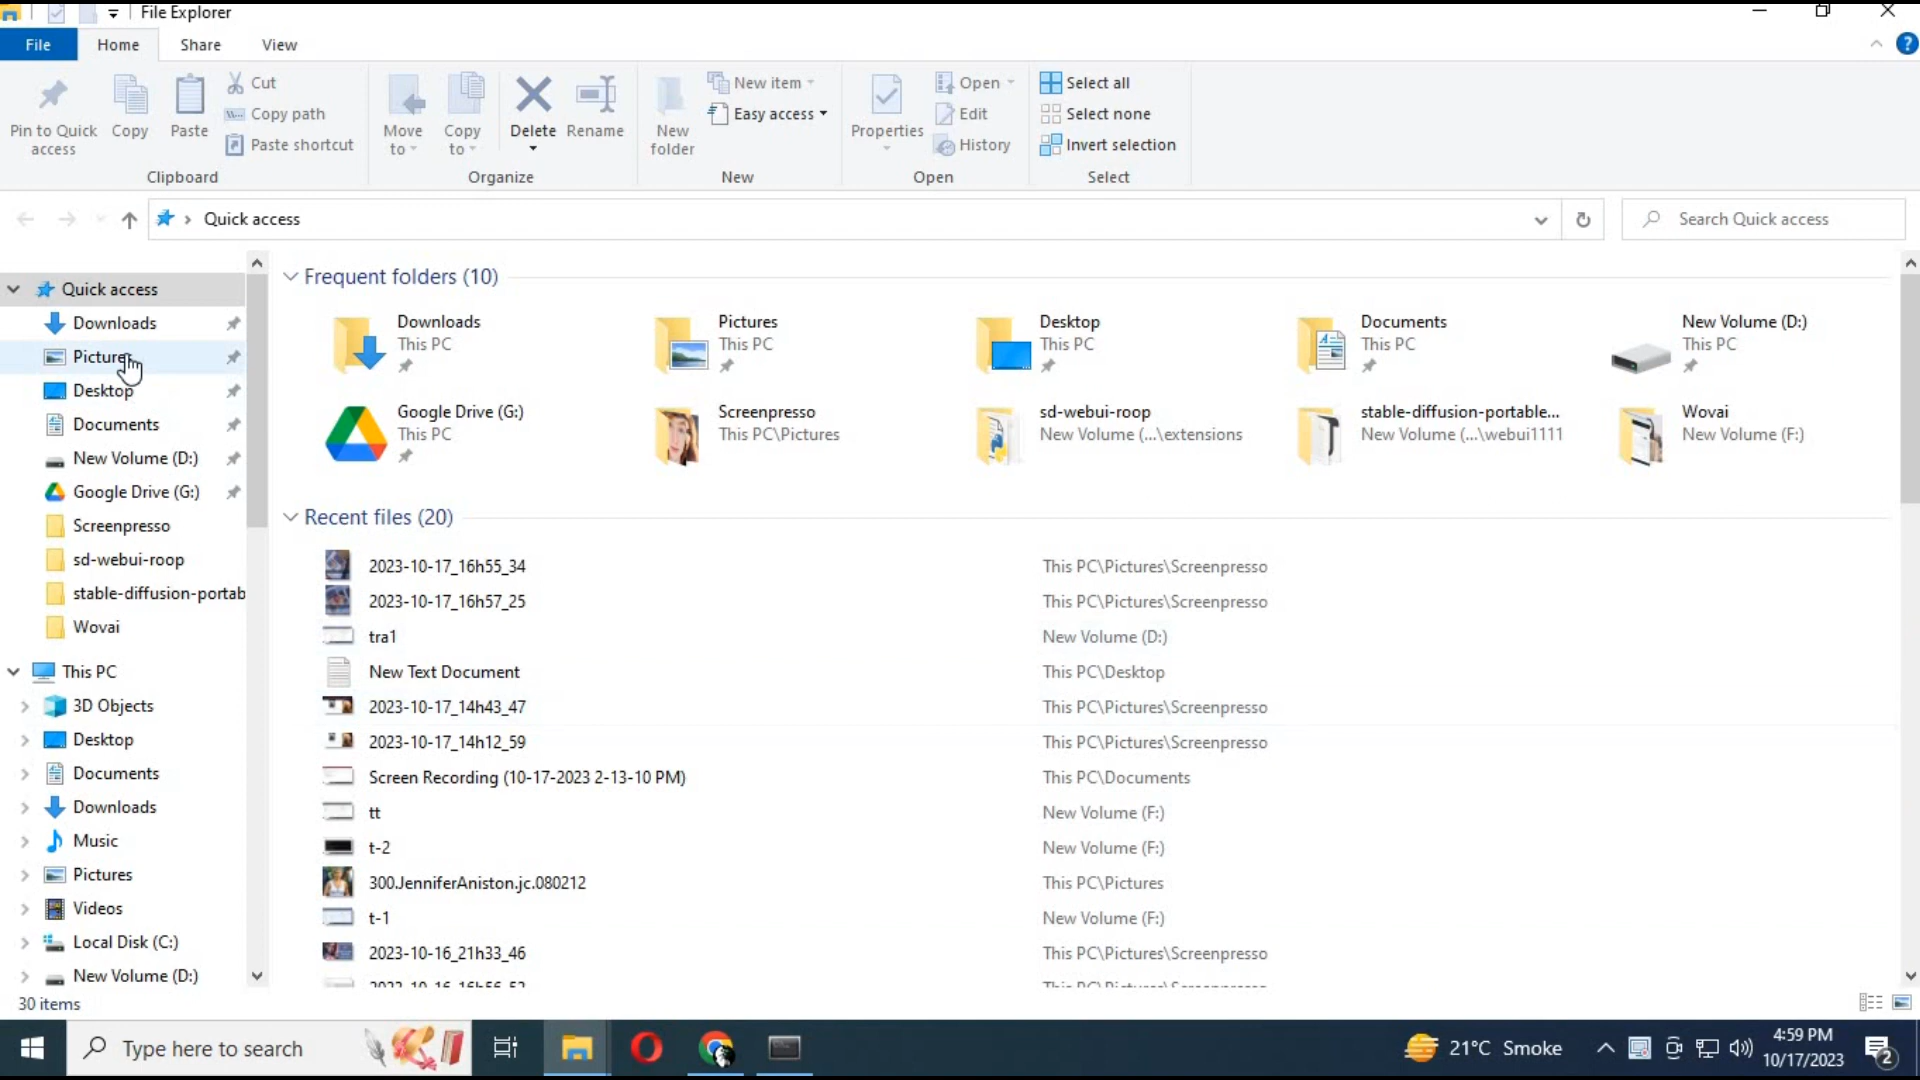 File Explorer
File Home Share View
Pin to Quick access
Copy
Paste
Cut
Copy path
Paste shortcut
Clipboard
Move to
Copy to
Delete
Rename
Organize
New folder
New item
Easy access
New
Properties
Open
Edit
History
Open
Select all
Select none
Invert selection
Select
Quick access
Search Quick access
Quick access
Downloads
Pictures
Desktop
Documents
New Volume (D:)
Google Drive (G:)
Screenpresso
sd-webui-roop
stable-diffusion-portab
Wovai
This PC
3D Objects
Desktop
Documents
Downloads
Music
Pictures
Videos
Local Disk (C:)
New Volume (D:)
Frequent folders (10)
Downloads
This PC
Pictures
This PC
Desktop
This PC
Documents
This PC
New Volume (D:)
This PC
Google Drive (G:)
This PC
Screenpresso
This PC\Pictures
sd-webui-roop
New Volume (...\extensions
stable-diffusion-portable...
New Volume (...\webui1111
Wovai
New Volume (F:)
Recent files (20)
2023-10-17_16h55_34 This PC\Pictures\Screenpresso
2023-10-17_16h57_25 This PC\Pictures\Screenpresso
tra1 New Volume (D:)
New Text Document This PC\Desktop
2023-10-17_14h43_47 This PC\Pictures\Screenpresso
2023-10-17_14h12_59 This PC\Pictures\Screenpresso
Screen Recording (10-17-2023 2-13-10 PM) This PC\Documents
tt New Volume (F:)
t-2 New Volume (F:)
300.JenniferAniston.jc.080212 This PC\Pictures
t-1 New Volume (F:)
2023-10-16_21h33_46 This PC\Pictures\Screenpresso
30 items
Type here to search
21°C Smoke
4:59 PM
10/17/2023
2